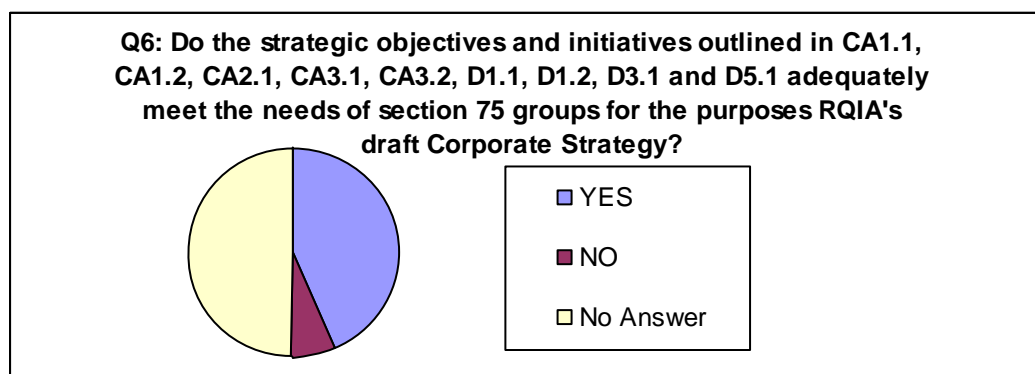 Q6: Do the strategic objectives and initiatives outlined in CA1.1,
CA1.2, CA2.1, CA3.1, CA3.2, D1.1, D1.2, D3.1 and D5.1 adequately
meet the needs of section 75 groups for the purposes RQIA's
draft Corporate Strategy?
YES
NO
No Answer